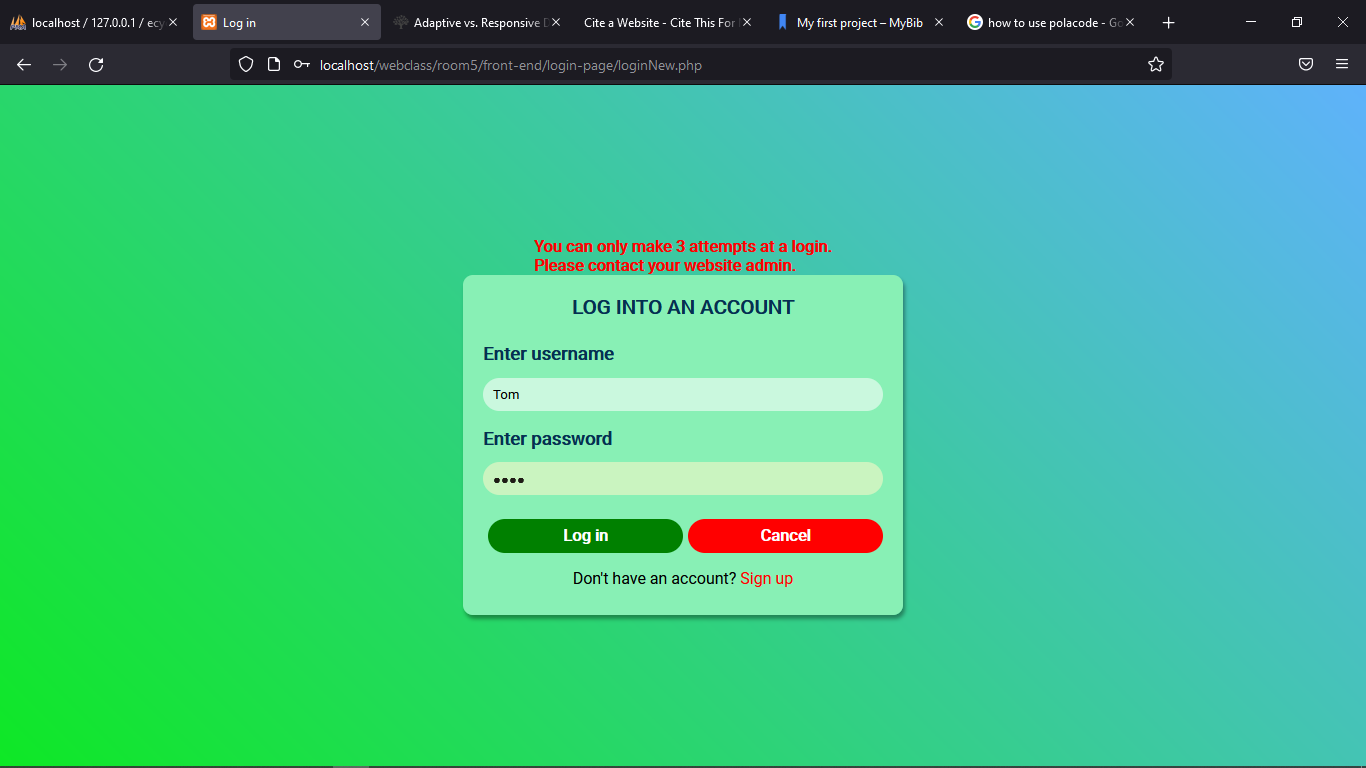 localhost / 127.0.0.1 / ecy
Log in
Adaptive vs. Responsive D
Cite a Website - Cite This For
My first project – MyBib
how to use polacode - Go
localhost/webclass/room5/front-end/login-page/loginNew.php
You can only make 3 attempts at a login.
Please contact your website admin.
LOG INTO AN ACCOUNT
Enter username
Tom
Enter password
Log in
Cancel
Don't have an account? Sign up